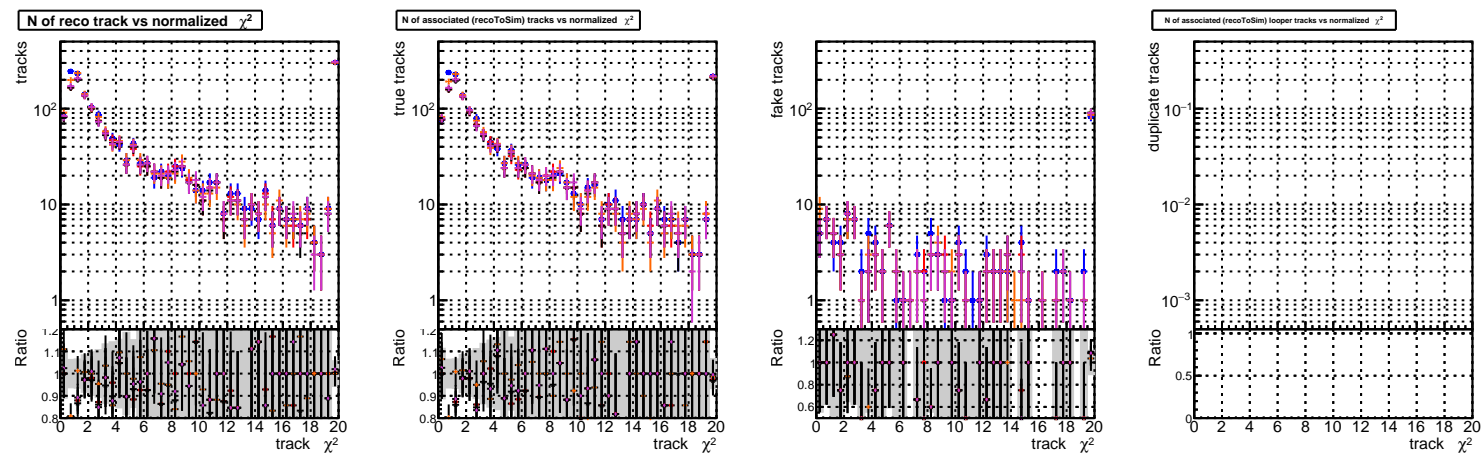 N of reco track vs normalized χ²
tracks
10²
10
1
Ratio
1.2
1.1
1
0.9
0.8
0 2 4 6 8 10 12 14 16 18 20
track χ²
N of associated (recoToSim) tracks vs normalized χ²
true tracks
10²
10
1
Ratio
1.2
1.1
1
0.9
0.8
0 2 4 6 8 10 12 14 16 18 20
track χ²
fake tracks
10²
10
1
Ratio
1.2
1
0.8
0.6
0 2 4 6 8 10 12 14 16 18 20
track χ²
N of associated (recoToSim) looper tracks vs normalized χ²
duplicate tracks
10⁻¹
10⁻²
10⁻³
Ratio
1
0.5
0
0 2 4 6 8 10 12 14 16 18 20
track χ²